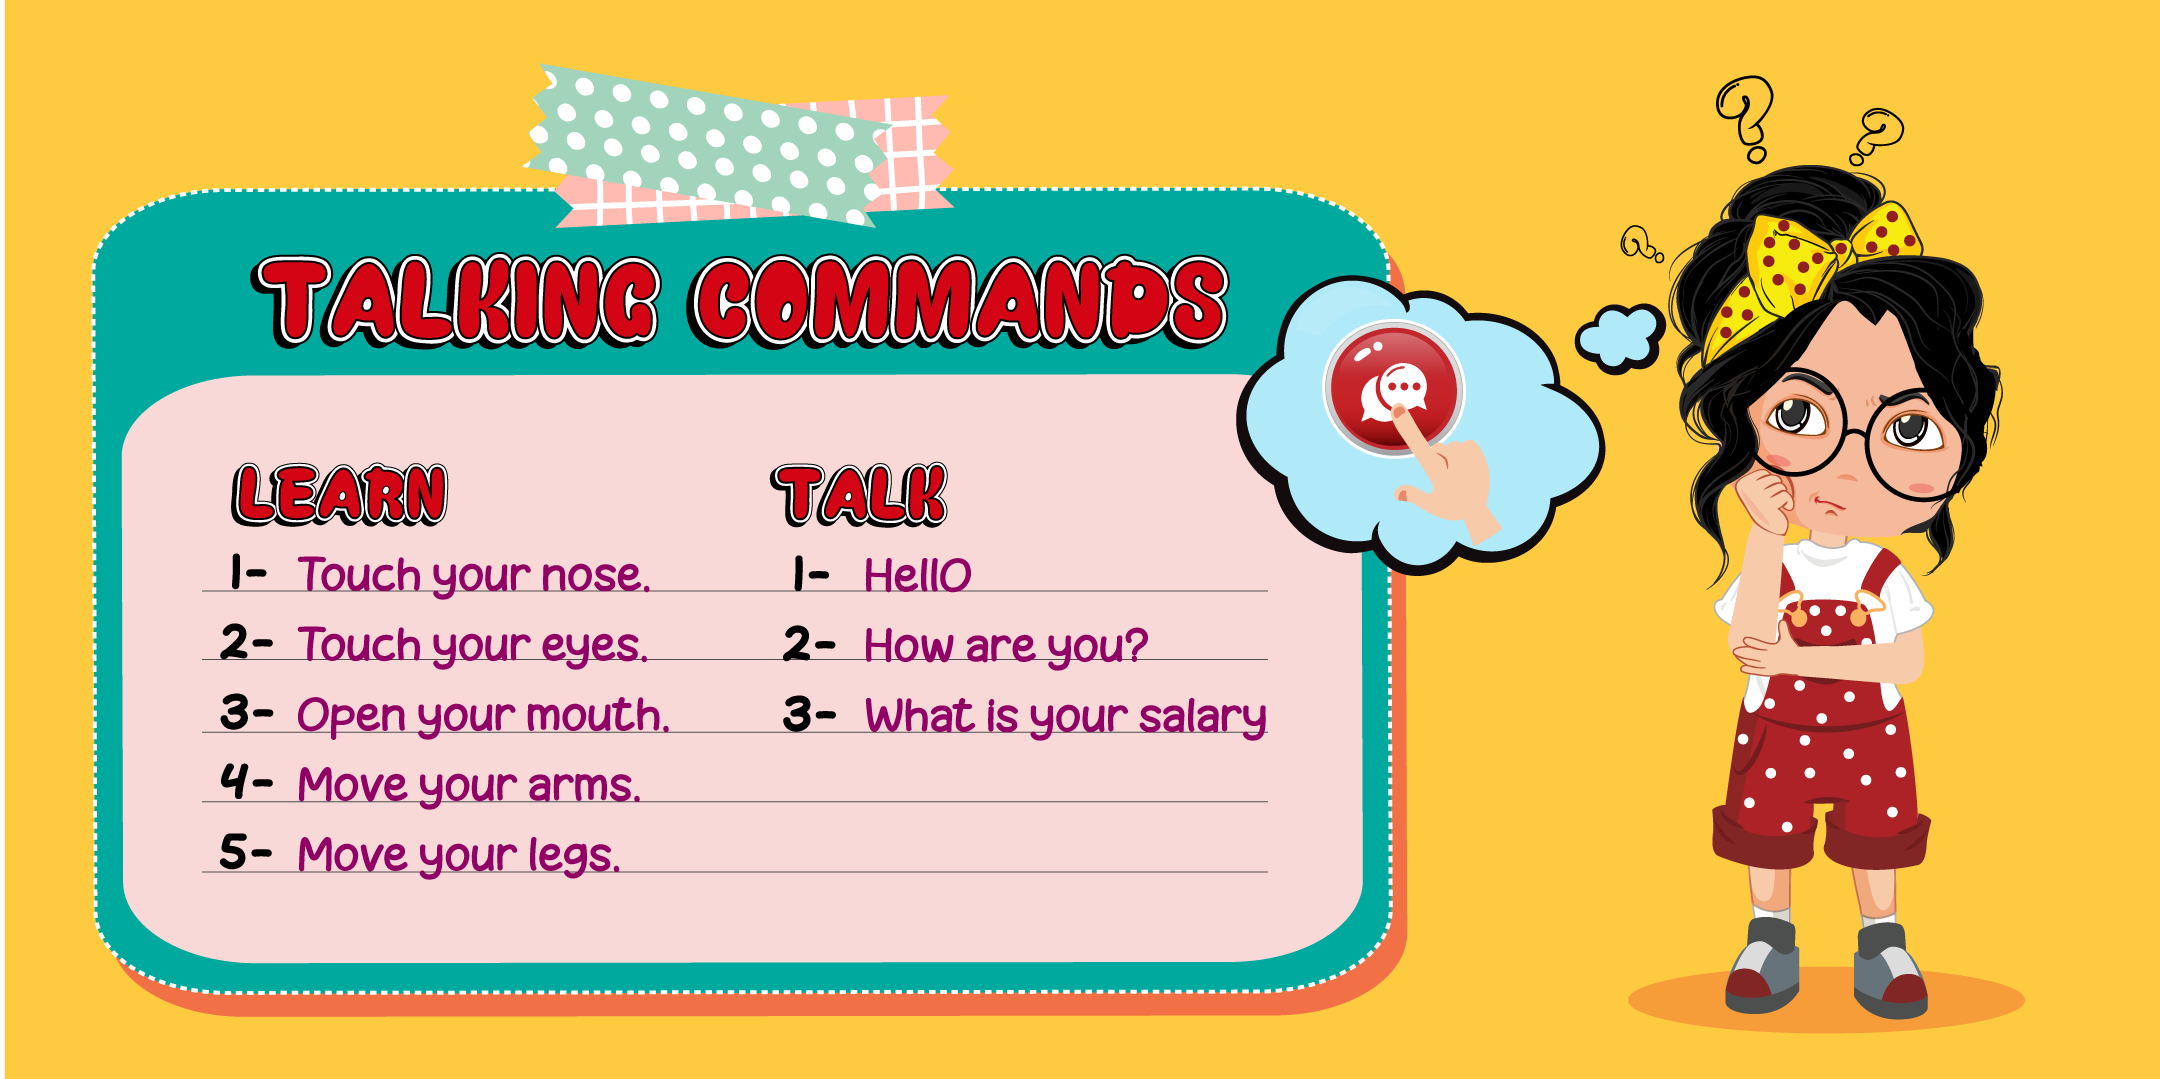 TALKING COMMANDS
LEARN
1- Touch your nose.
2- Touch your eyes.
3- Open your mouth.
4- Move your arms.
5- Move your legs.
TALK
1- HellO
2- How are you?
3- What is your salary
? ? ?